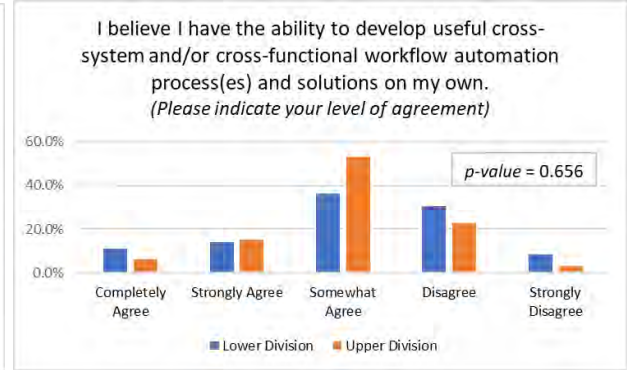 I believe I have the ability to develop useful cross-
system and/or cross-functional workflow automation
process(es) and solutions on my own.
(Please indicate your level of agreement)
60.0%
p-value = 0.656
40.0%
20.0%
0.0%
Completely Agree
Strongly Agree
Somewhat Agree
Disagree
Strongly Disagree
Lower Division
Upper Division